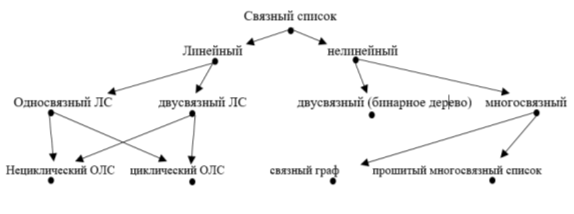 Связный список
Линейный нелинейный
Односвязный ЛС двусвязный ЛС двусвязный (бинарное дерево) многосвязный
Нециклический ОЛС циклический ОЛС связный граф прошитый многосвязный список